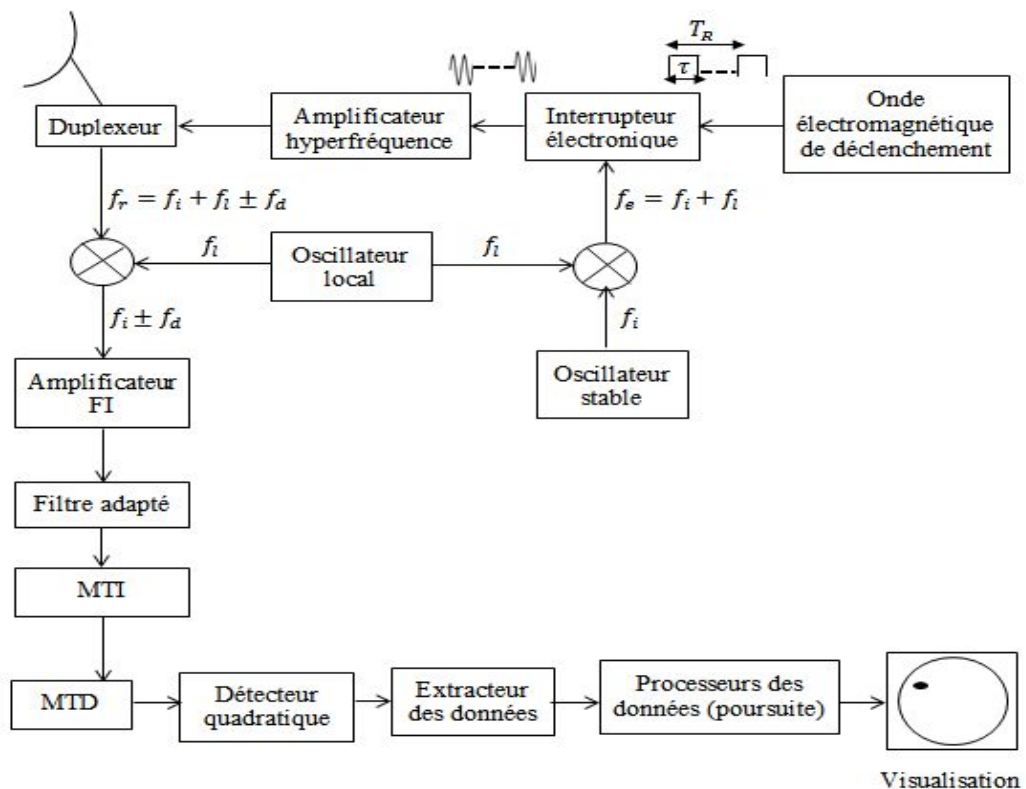 T_R
τ
Duplexeur
Amplificateur
hyperfréquence
Interrupteur
électronique
Onde
électromagnétique
de déclenchement
f_r = f_i + f_l ± f_d
f_e = f_i + f_l
f_l
Oscillateur
local
f_l
f_i ± f_d
f_i
Amplificateur
FI
Oscillateur
stable
Filtre adapté
MTI
MTD
Détecteur
quadratique
Extracteur
des données
Processeurs des
données (poursuite)
Visualisation